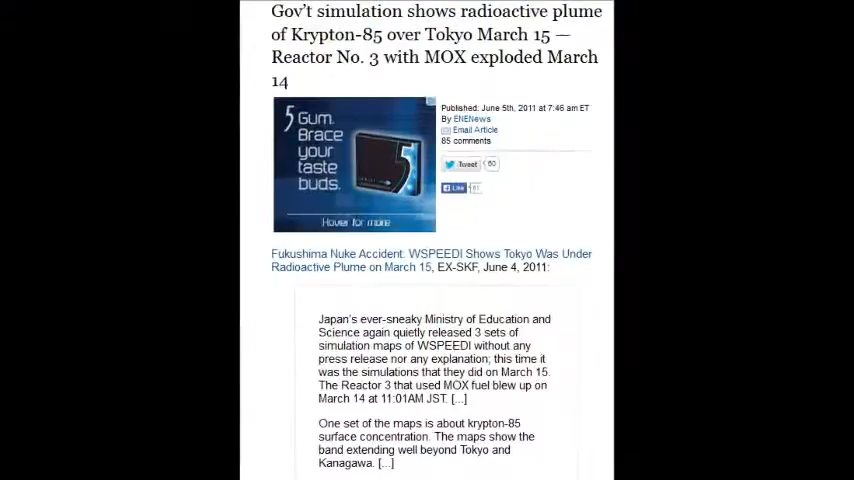 Gov't simulation shows radioactive plume
of Krypton-85 over Tokyo March 15 —
Reactor No. 3 with MOX exploded March
14
5 Gum.
Brace
your
taste
buds.
Hover for more
Published: June 5th, 2011 at 7:46 am ET
By ENENews
Email Article
85 comments
Tweet 60
Like
Fukushima Nuke Accident: WSPEEDI Shows Tokyo Was Under
Radioactive Plume on March 15, EX-SKF, June 4, 2011:
Japan's ever-sneaky Ministry of Education and
Science again quietly released 3 sets of
simulation maps of WSPEEDI without any
press release nor any explanation; this time it
was the simulations that they did on March 15.
The Reactor 3 that used MOX fuel blew up on
March 14 at 11:01AM JST. [...]
One set of the maps is about krypton-85
surface concentration. The maps show the
band extending well beyond Tokyo and
Kanagawa. [...]